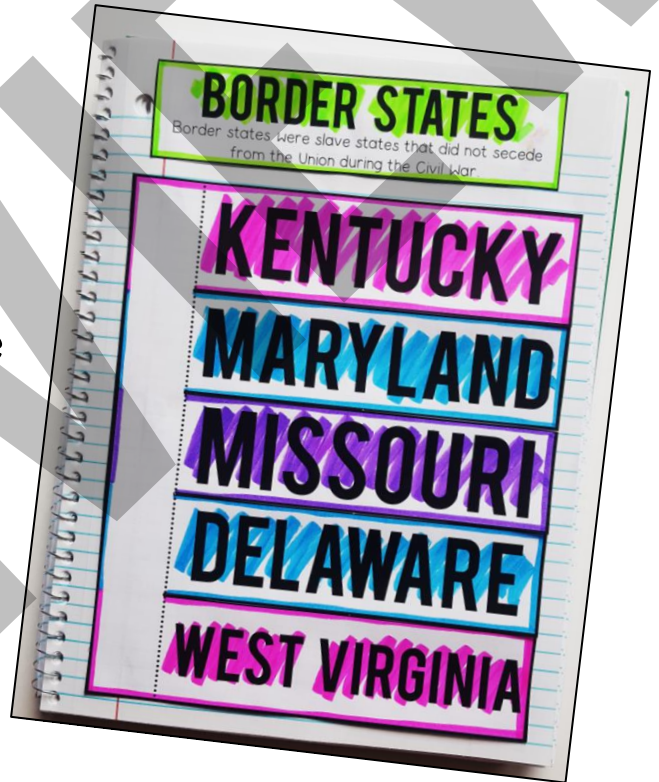 BORDER STATES
Border states were slave states that did not secede
from the Union during the Civil War
KENTUCKY
MARYLAND
MISSOURI
DELAWARE
WEST VIRGINIA